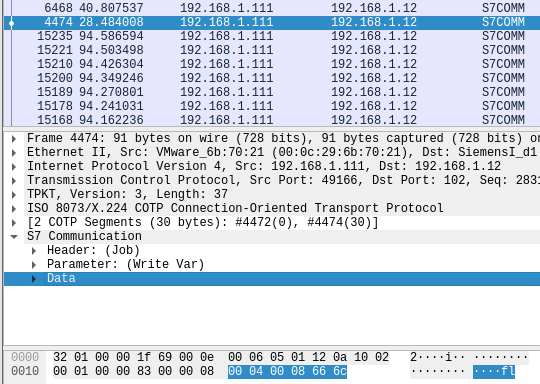 6468 40.807537 192.168.1.111 192.168.1.12 S7COMM
4474 28.484008 192.168.1.111 192.168.1.12 S7COMM
15235 94.586594 192.168.1.111 192.168.1.12 S7COMM
15221 94.503498 192.168.1.111 192.168.1.12 S7COMM
15210 94.426304 192.168.1.111 192.168.1.12 S7COMM
15200 94.349246 192.168.1.111 192.168.1.12 S7COMM
15189 94.270801 192.168.1.111 192.168.1.12 S7COMM
15178 94.241031 192.168.1.111 192.168.1.12 S7COMM
15168 94.162236 192.168.1.111 192.168.1.12 S7COMM
Frame 4474: 91 bytes on wire (728 bits), 91 bytes captured (728 bits) on
Ethernet II, Src: VMware_6b:70:21 (00:0c:29:6b:70:21), Dst: SiemensI_d1
Internet Protocol Version 4, Src: 192.168.1.111, Dst: 192.168.1.12
Transmission Control Protocol, Src Port: 49166, Dst Port: 102, Seq: 2831
TPKT, Version: 3, Length: 37
ISO 8073/X.224 COTP Connection-Oriented Transport Protocol
[2 COTP Segments (30 bytes): #4472(0), #4474(30)]
S7 Communication
Header: (Job)
Parameter: (Write Var)
Data
0000 32 01 00 00 1f 69 00 0e 00 06 05 01 12 0a 10 02 2····i·· ········
0010 00 01 00 00 83 00 00 08 00 04 00 08 66 6c ········ ····fl